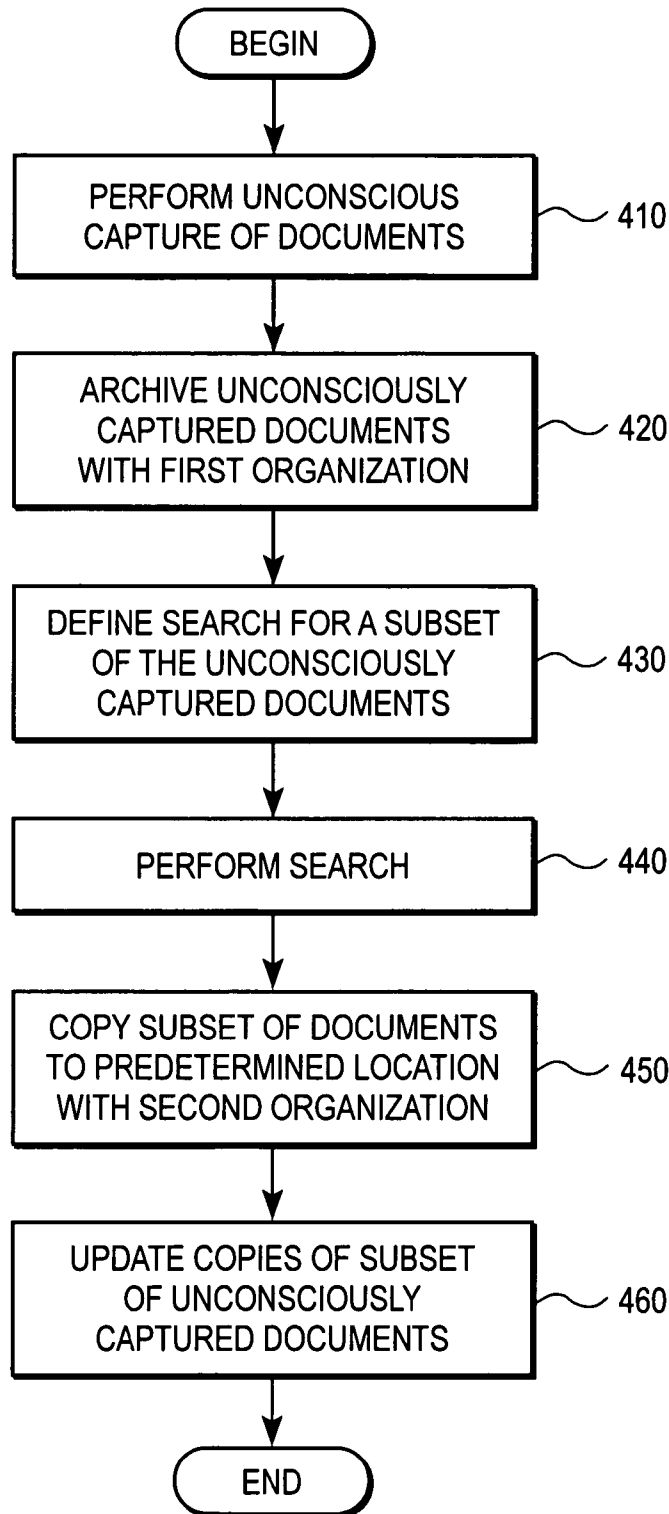 BEGIN
PERFORM UNCONSCIOUS
CAPTURE OF DOCUMENTS
410
ARCHIVE UNCONSCIOUSLY
CAPTURED DOCUMENTS
WITH FIRST ORGANIZATION
420
DEFINE SEARCH FOR A SUBSET
OF THE UNCONSCIOUSLY
CAPTURED DOCUMENTS
430
PERFORM SEARCH
440
COPY SUBSET OF DOCUMENTS
TO PREDETERMINED LOCATION
WITH SECOND ORGANIZATION
450
UPDATE COPIES OF SUBSET
OF UNCONSCIOUSLY
CAPTURED DOCUMENTS
460
END